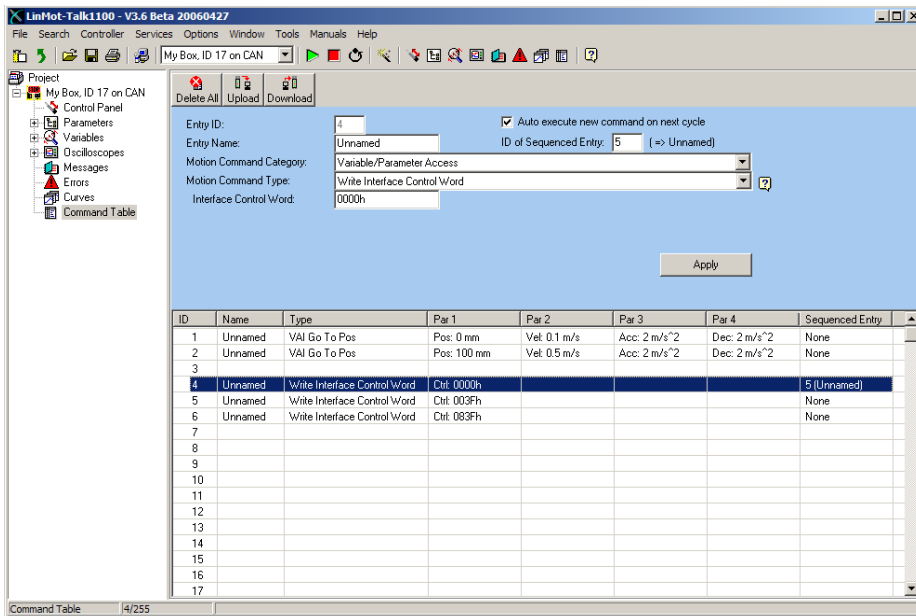 LinMot-Talk1100 - V3.6 Beta 20060427
File Search Controller Services Options Window Tools Manuals Help
My Box, ID 17 on CAN
Project
My Box, ID 17 on CAN
Control Panel
Parameters
Variables
Oscilloscopes
Messages
Errors
Curves
Command Table
Delete All Upload Download
Entry ID: 4 Auto execute new command on next cycle
Entry Name: Unnamed ID of Sequenced Entry: 5 ( => Unnamed)
Motion Command Category: Variable/Parameter Access
Motion Command Type: Write Interface Control Word
Interface Control Word: 0000h
Apply
ID Name Type Par 1 Par 2 Par 3 Par 4 Sequenced Entry
1 Unnamed VAI Go To Pos Pos: 0 mm Vel: 0.1 m/s Acc: 2 m/s^2 Dec: 2 m/s^2 None
2 Unnamed VAI Go To Pos Pos: 100 mm Vel: 0.5 m/s Acc: 2 m/s^2 Dec: 2 m/s^2 None
3
4 Unnamed Write Interface Control Word Ctrl: 0000h 5 (Unnamed)
5 Unnamed Write Interface Control Word Ctrl: 003Fh None
6 Unnamed Write Interface Control Word Ctrl: 083Fh None
7
8
9
10
11
12
13
14
15
16
17
Command Table 4/255